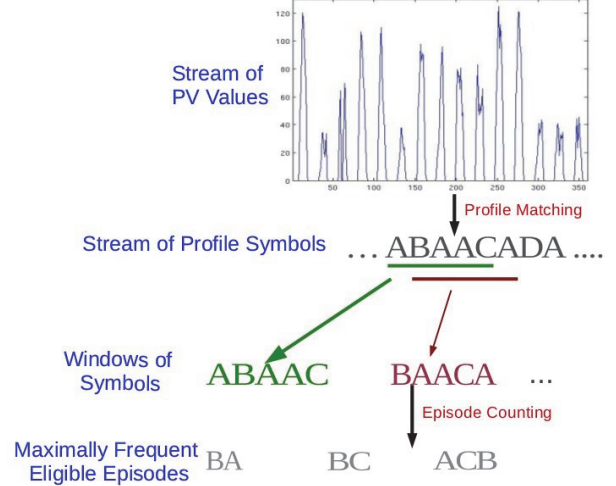 120
100
80
60
40
20
0
50 100 150 200 250 300 350
Stream of
PV Values
Profile Matching
Stream of Profile Symbols
... ABAACADA ....
Windows of
Symbols
ABAAC BAACA ...
Episode Counting
Maximally Frequent
Eligible Episodes
BA BC ACB